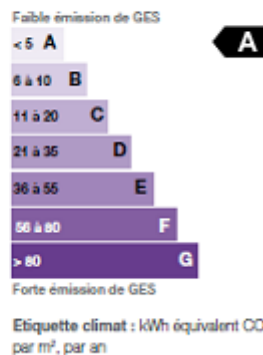 Faible émission de GES
< 5 A
A
6 à 10 B
11 à 20 C
21 à 35 D
36 à 55 E
56 à 80 F
> 80 G
Forte émission de GES
Etiquette climat : kWh équivalent CO
par m², par an